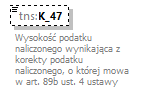 tns:K_47
Wysokość podatku
naliczonego wynikająca z
korekty podatku
naliczonego, o której mowa
w art. 89b ust. 4 ustawy